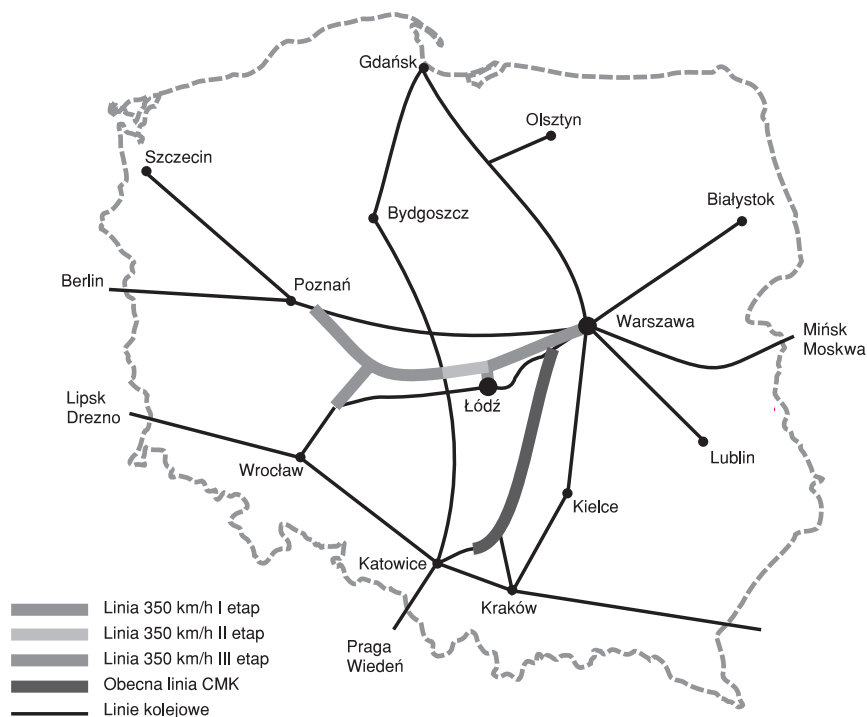 Gdańsk
Olsztyn
Szczecin
Białystok
Bydgoszcz
Berlin
Poznań
Warszawa
Mińsk
Moskwa
Lipsk
Drezno
Łódź
Wrocław
Lublin
Kielce
Katowice
Kraków
Praga
Wiedeń
Linia 350 km/h I etap
Linia 350 km/h II etap
Linia 350 km/h III etap
Obecna linia CMK
Linie kolejowe